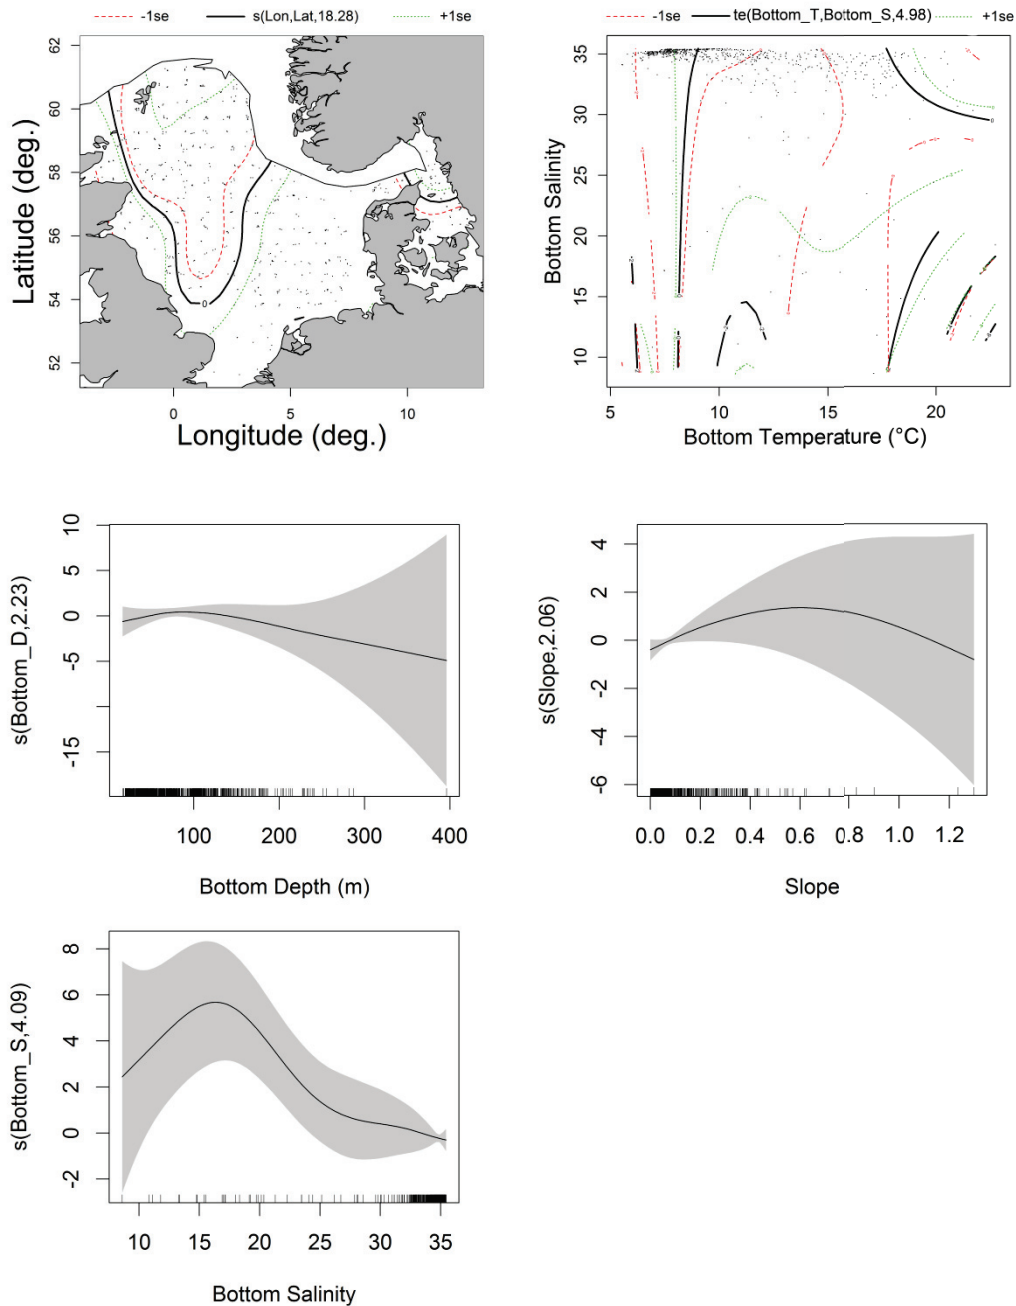 -1se s(Lon,Lat,18.28) +1se
62
60
58
56
54
52
Latitude (deg.)
0
0 5 10
Longitude (deg.)
-1se te(Bottom_T,Bottom_S,4.98) +1se
35
30
25
20
15
10
Bottom Salinity
5 10 15 20
Bottom Temperature (°C)
10
5
0
-5
-15
s(Bottom_D,2.23)
100 200 300 400
Bottom Depth (m)
4
2
0
-2
-4
-6
s(Slope,2.06)
0.0 0.2 0.4 0.6 0.8 1.0 1.2
Slope
8
6
4
2
0
-2
s(Bottom_S,4.09)
10 15 20 25 30 35
Bottom Salinity